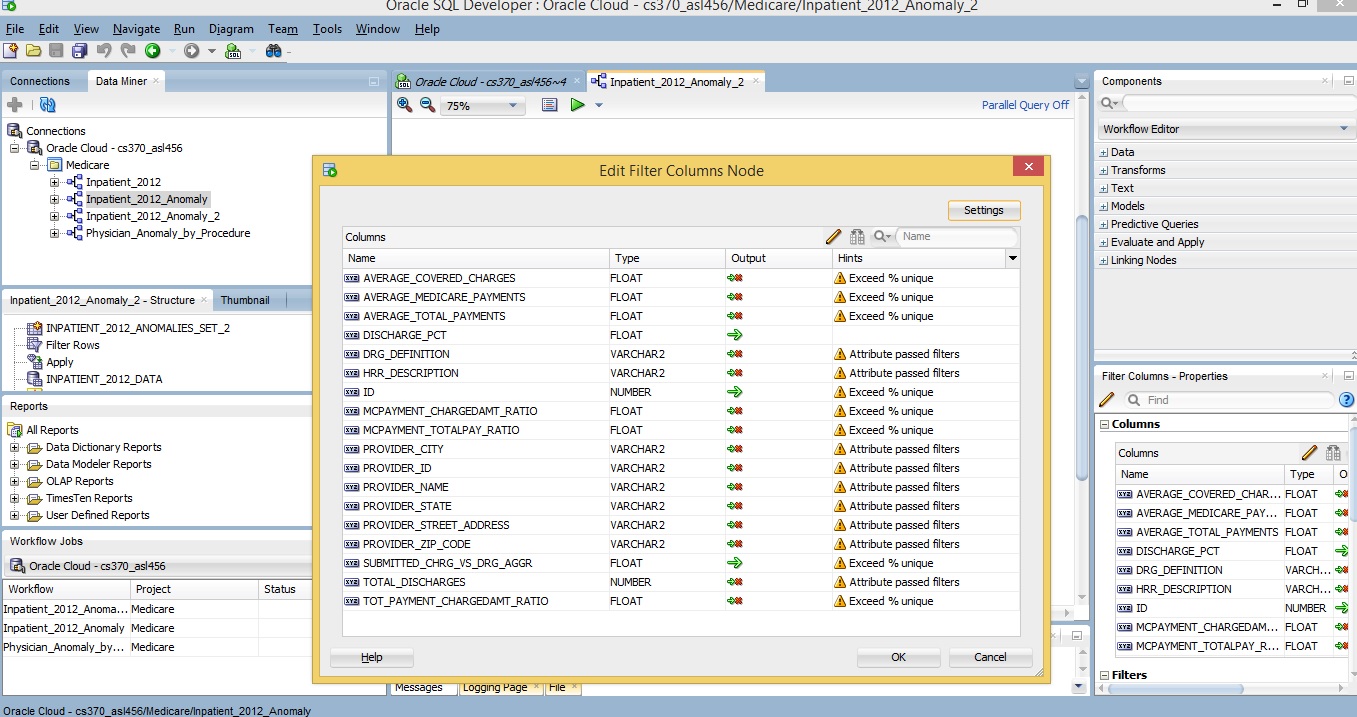 Oracle SQL Developer : Oracle Cloud - cs370_asl456/Medicare/Inpatient_2012_Anomaly_2
File Edit View Navigate Run Diagram Team Tools Window Help
Connections Data Miner
Connections
Oracle Cloud - cs370_asl456
Medicare
Inpatient_2012
Inpatient_2012_Anomaly
Inpatient_2012_Anomaly_2
Physician_Anomaly_by_Procedure
Inpatient_2012_Anomaly_2 - Structure Thumbnail
INPATIENT_2012_ANOMALIES_SET_2
Filter Rows
Apply
INPATIENT_2012_DATA
Reports
All Reports
Data Dictionary Reports
Data Modeler Reports
OLAP Reports
TimesTen Reports
User Defined Reports
Workflow Jobs
Oracle Cloud - cs370_asl456
Workflow Project Status
Inpatient_2012_Anoma... Medicare
Inpatient_2012_Anomaly Medicare
Physician_Anomaly_by_... Medicare
Oracle Cloud - cs370_asl456~4 Inpatient_2012_Anomaly_2
75% Parallel Query Off
Edit Filter Columns Node
Settings
Columns Name
Name Type Output Hints
AVERAGE_COVERED_CHARGES FLOAT Exceed % unique
AVERAGE_MEDICARE_PAYMENTS FLOAT Exceed % unique
AVERAGE_TOTAL_PAYMENTS FLOAT Exceed % unique
DISCHARGE_PCT FLOAT
DRG_DEFINITION VARCHAR2 Attribute passed filters
HRR_DESCRIPTION VARCHAR2 Attribute passed filters
ID NUMBER Exceed % unique
MCPAYMENT_CHARGEDAMT_RATIO FLOAT Exceed % unique
MCPAYMENT_TOTALPAY_RATIO FLOAT Exceed % unique
PROVIDER_CITY VARCHAR2 Attribute passed filters
PROVIDER_ID VARCHAR2 Attribute passed filters
PROVIDER_NAME VARCHAR2 Attribute passed filters
PROVIDER_STATE VARCHAR2 Attribute passed filters
PROVIDER_STREET_ADDRESS VARCHAR2 Attribute passed filters
PROVIDER_ZIP_CODE VARCHAR2 Attribute passed filters
SUBMITTED_CHRG_VS_DRG_AGGR FLOAT Exceed % unique
TOTAL_DISCHARGES NUMBER Attribute passed filters
TOT_PAYMENT_CHARGEDAMT_RATIO FLOAT Exceed % unique
Help OK Cancel
Messages Logging Page File
Components
Workflow Editor
Data
Transforms
Text
Models
Predictive Queries
Evaluate and Apply
Linking Nodes
Filter Columns - Properties
Find
Columns
Columns
Name Type O
AVERAGE_COVERED_CHAR... FLOAT
AVERAGE_MEDICARE_PAY... FLOAT
AVERAGE_TOTAL_PAYMENTS FLOAT
DISCHARGE_PCT FLOAT
DRG_DEFINITION VARCH...
HRR_DESCRIPTION VARCH...
ID NUMBER
MCPAYMENT_CHARGEDAM... FLOAT
MCPAYMENT_TOTALPAY_R... FLOAT
Filters
Oracle Cloud - cs370_asl456/Medicare/Inpatient_2012_Anomaly